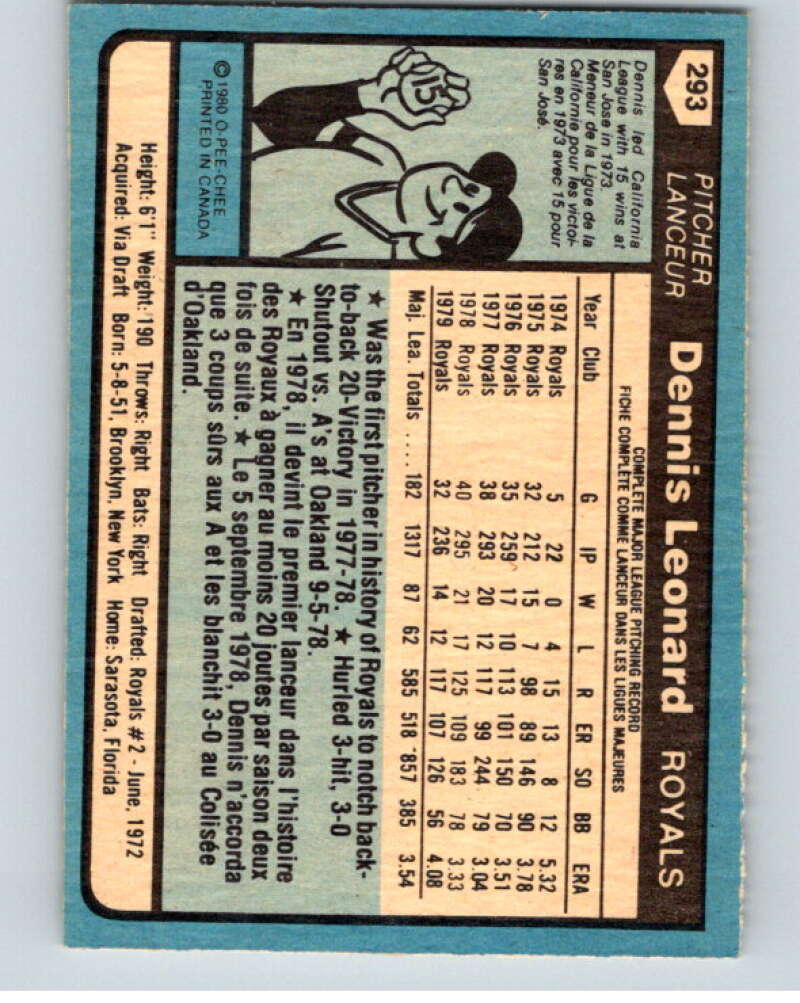 293
PITCHER
LANCEUR
Dennis Leonard ROYALS
Dennis led California
League with 15 wins at
San Jose in 1973
Meneur de la Ligue de la
Californie pour les victoi-
res en 1973 avec 15 pour
San José.
15
© 1980 O-PEE-CHEE
PRINTED IN CANADA
COMPLETE MAJOR LEAGUE PITCHING RECORD
FICHE COMPLÈTE COMME LANCEUR DANS LES LIGUES MAJEURES
Year Club G IP W L R ER SO BB ERA
1974 Royals 5 22 0 4 15 13 8 12 5.32
1975 Royals 32 212 15 7 98 89 146 90 3.78
1976 Royals 35 259 17 10 113 101 150 70 3.51
1977 Royals 38 293 20 12 117 99 244 79 3.04
1978 Royals 40 295 21 17 125 109 183 78 3.33
1979 Royals 32 236 14 12 117 107 126 56 4.08
Maj. Lea. Totals .... 182 1317 87 62 585 518 857 385 3.54
★ Was the first pitcher in history of Royals to notch back-
to-back 20-Victory in 1977-78. ★ Hurled 3-hit, 3-0
Shutout vs. A's at Oakland 9-5-78.
★ En 1978, il devint le premier lanceur dans l'histoire
des Royaux à gagner au moins 20 joutes par saison deux
fois de suite. ★ Le 5 septembre 1978, Dennis n'accorda
que 3 coups sûrs aux A et les blanchit 3-0 au Colisée
d'Oakland.
Height: 6'1" Weight: 190 Throws: Right Bats: Right Drafted: Royals #2 - June, 1972
Acquired: Via Draft Born: 5-8-51, Brooklyn, New York Home: Sarasota, Florida